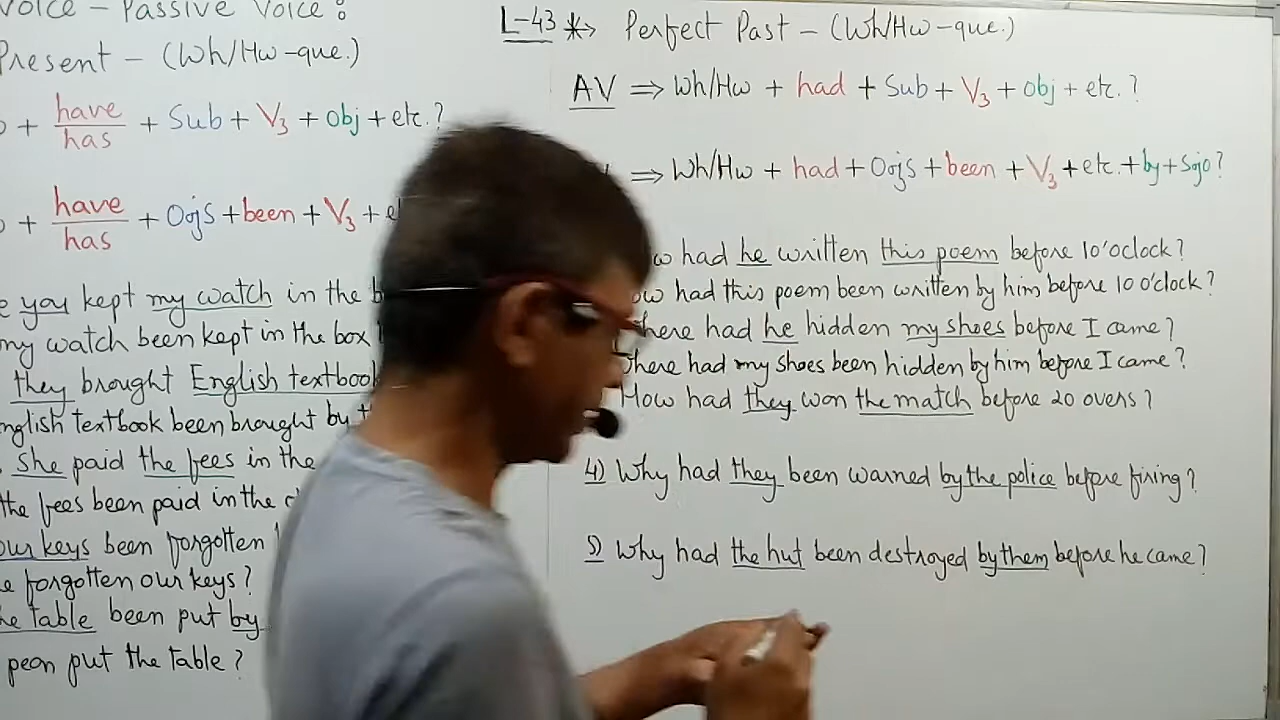 Voice - Passive Voice:
Present - (Wh/Hw-que.)
+ have/has + Sub + V3 + obj + etc.?
+ have/has + OojS + been + V3 +
you kept my watch in the
my watch been kept in the box
they brought English textbook
English textbook been brought by
She paid the fees in the
the fees been paid in the
our keys been forgotten
forgotten our keys?
table been put by
peon put the table?
L-43 * Perfect Past - (Wh/Hw-que.)
AV ⇒ Wh/Hw + had + Sub + V3 + obj + etc.?
⇒ Wh/Hw + had + OojS + been + V3 + etc. + by + Sojo?
had he written this poem before 10'oclock?
had this poem been written by him before 10 o'clock?
had he hidden my shoes before I came?
had my shoes been hidden by him before I came?
How had they won the match before 20 overs?
4) Why had they been warned by the police before firing?
5) Why had the hut been destroyed by them before he came?